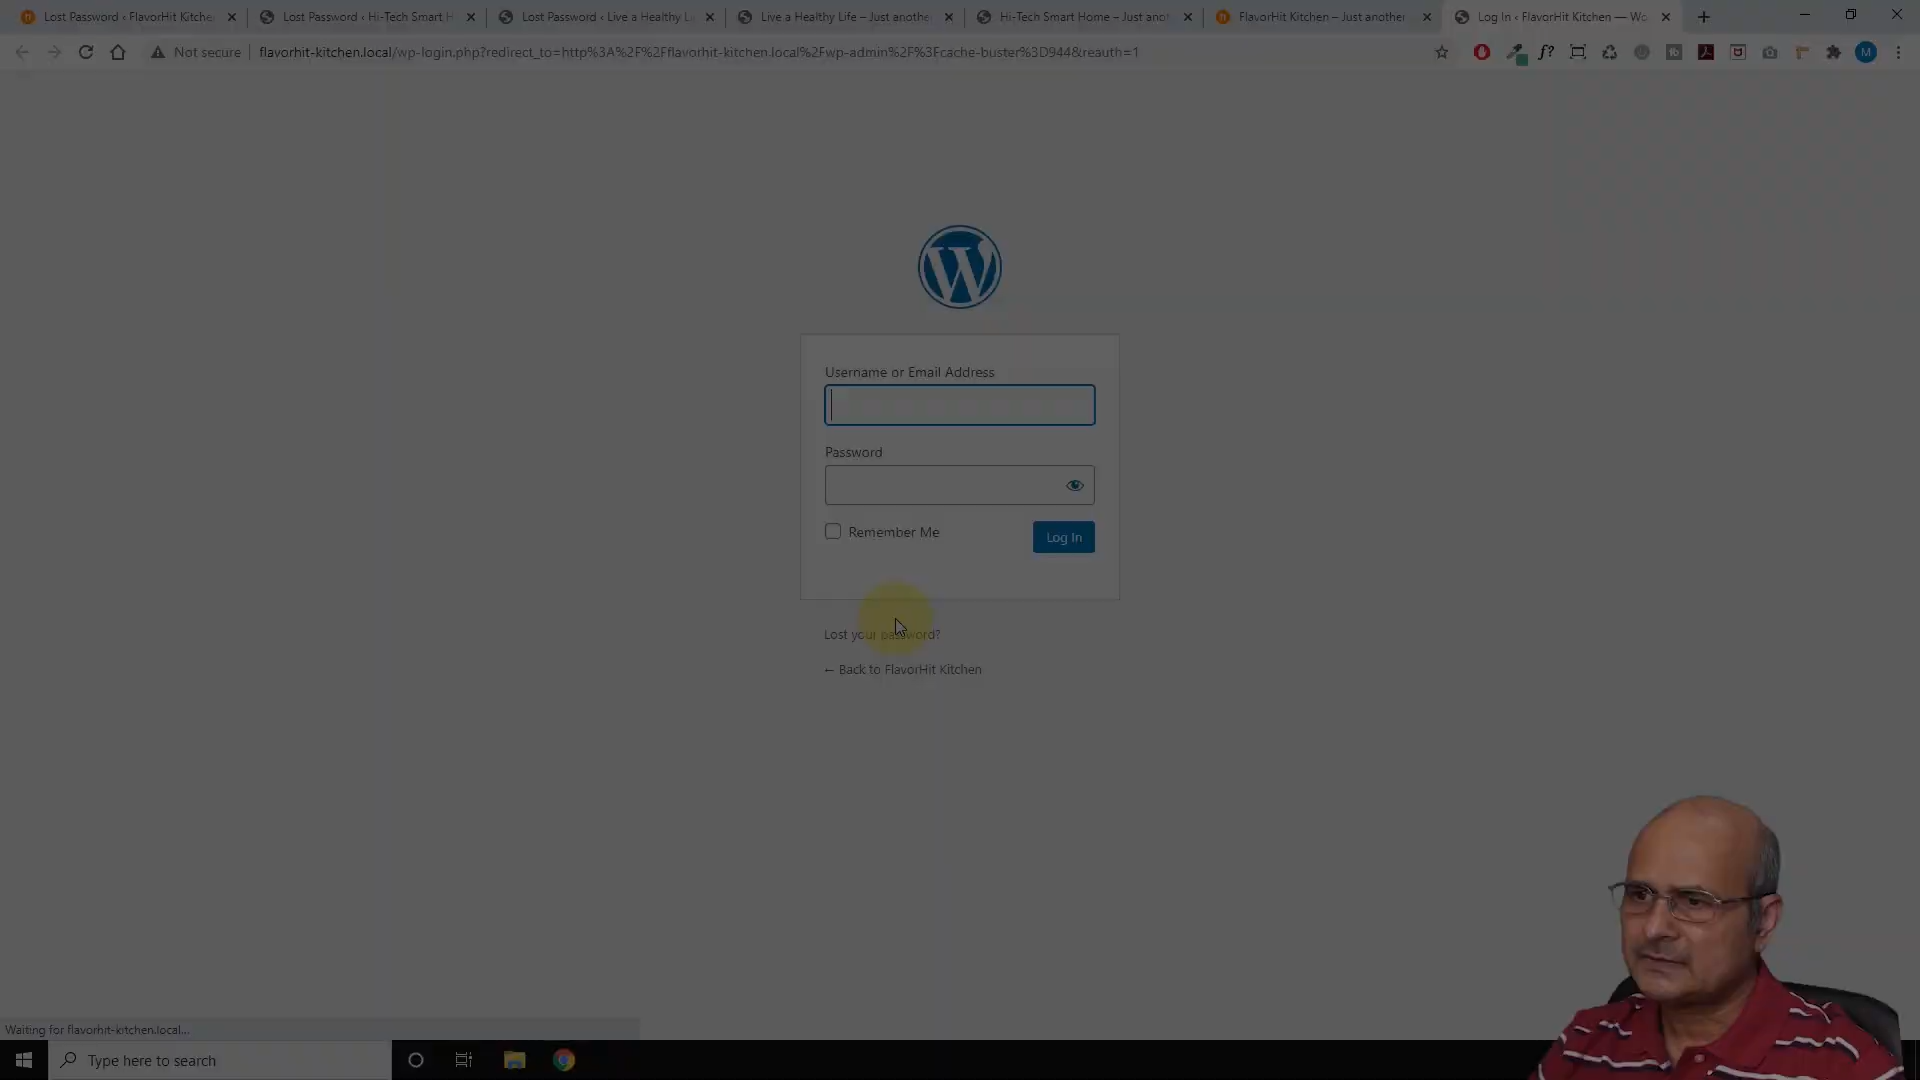 Lost Password ‹ FlavorHit Kitche
Lost Password ‹ Hi-Tech Smart H
Lost Password ‹ Live a Healthy L
Live a Healthy Life – Just anothe
Hi-Tech Smart Home – Just anot
FlavorHit Kitchen – Just another
Log In ‹ FlavorHit Kitchen — Wo
Not secure
flavorhit-kitchen.local/wp-login.php?redirect_to=http%3A%2F%2Fflavorhit-kitchen.local%2Fwp-admin%2F%3Fcache-buster%3D944&reauth=1
f?
M
Username or Email Address
Password
Remember Me
Log In
Lost your password?
← Back to FlavorHit Kitchen
Waiting for flavorhit-kitchen.local...
Type here to search